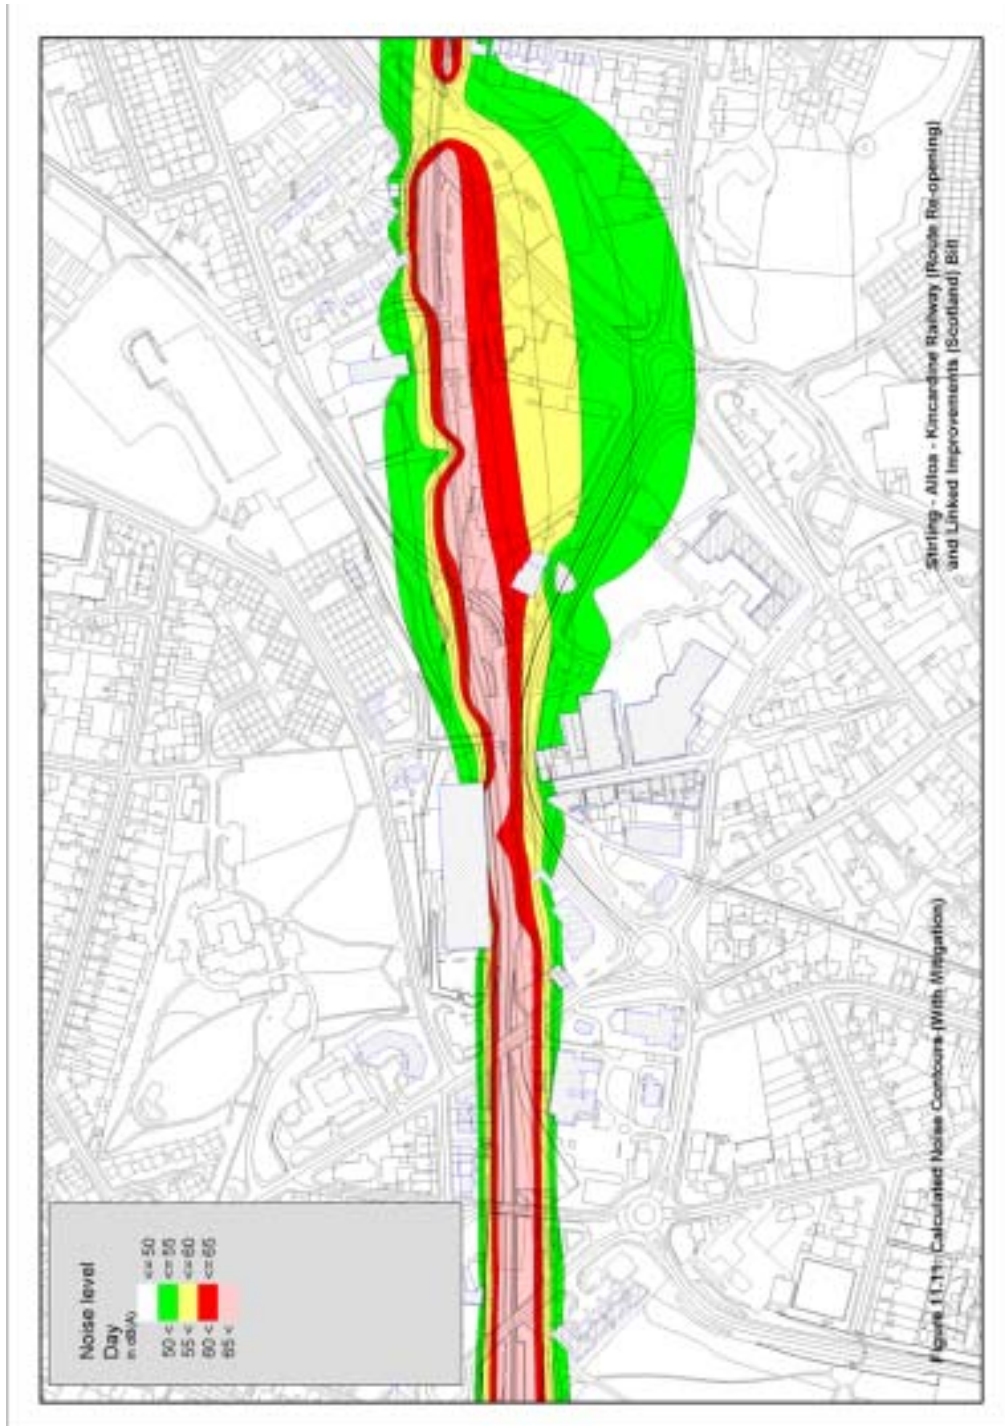 Noise level
Day
in dB(A)
<= 50
50 < <= 55
55 < <= 60
60 < <= 65
65 <
Figure 11.11: Calculated Noise Contours (With Mitigation)
Stirling - Alloa - Kincardine Railway (Route Re-opening)
and Linked Improvements (Scotland) Bill